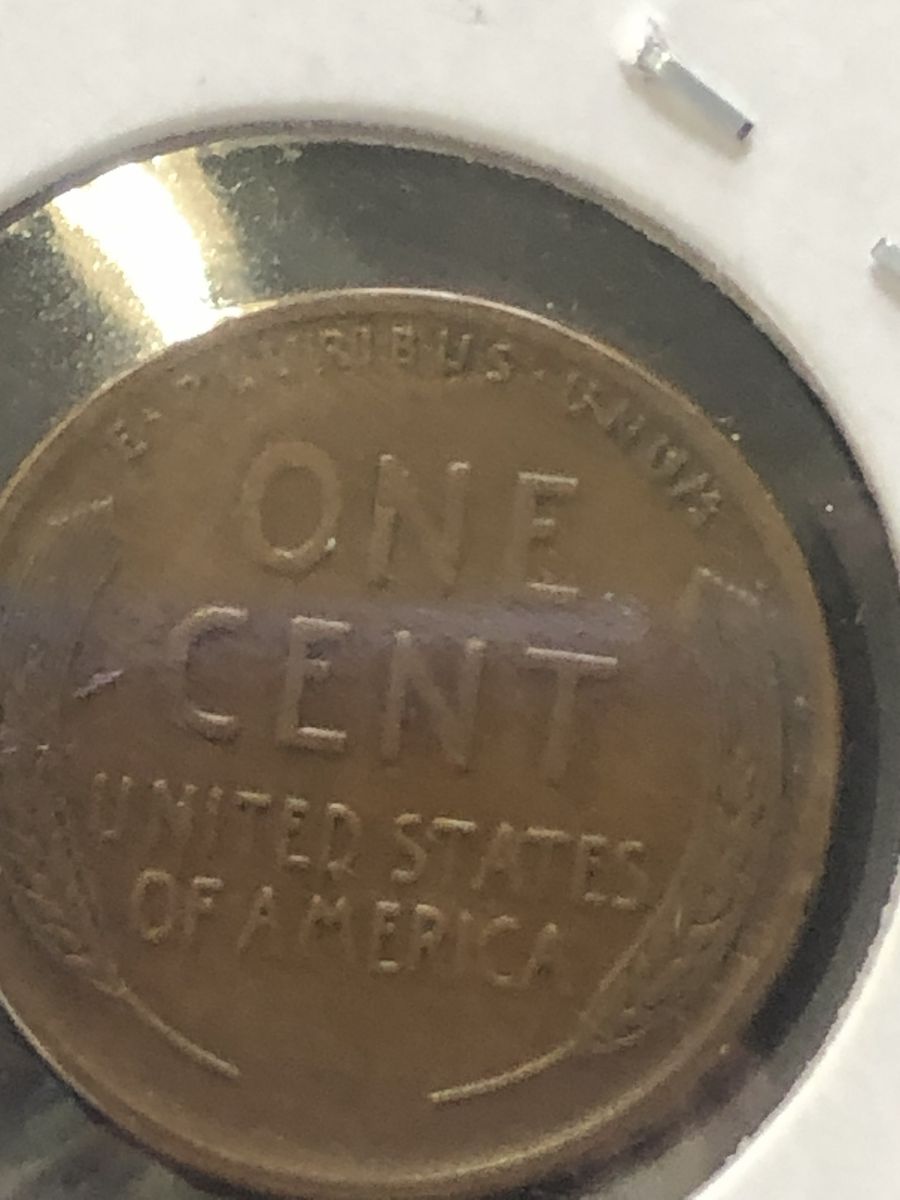 E · PLURIBUS · UNUM
ONE
CENT
UNITED STATES
OF AMERICA